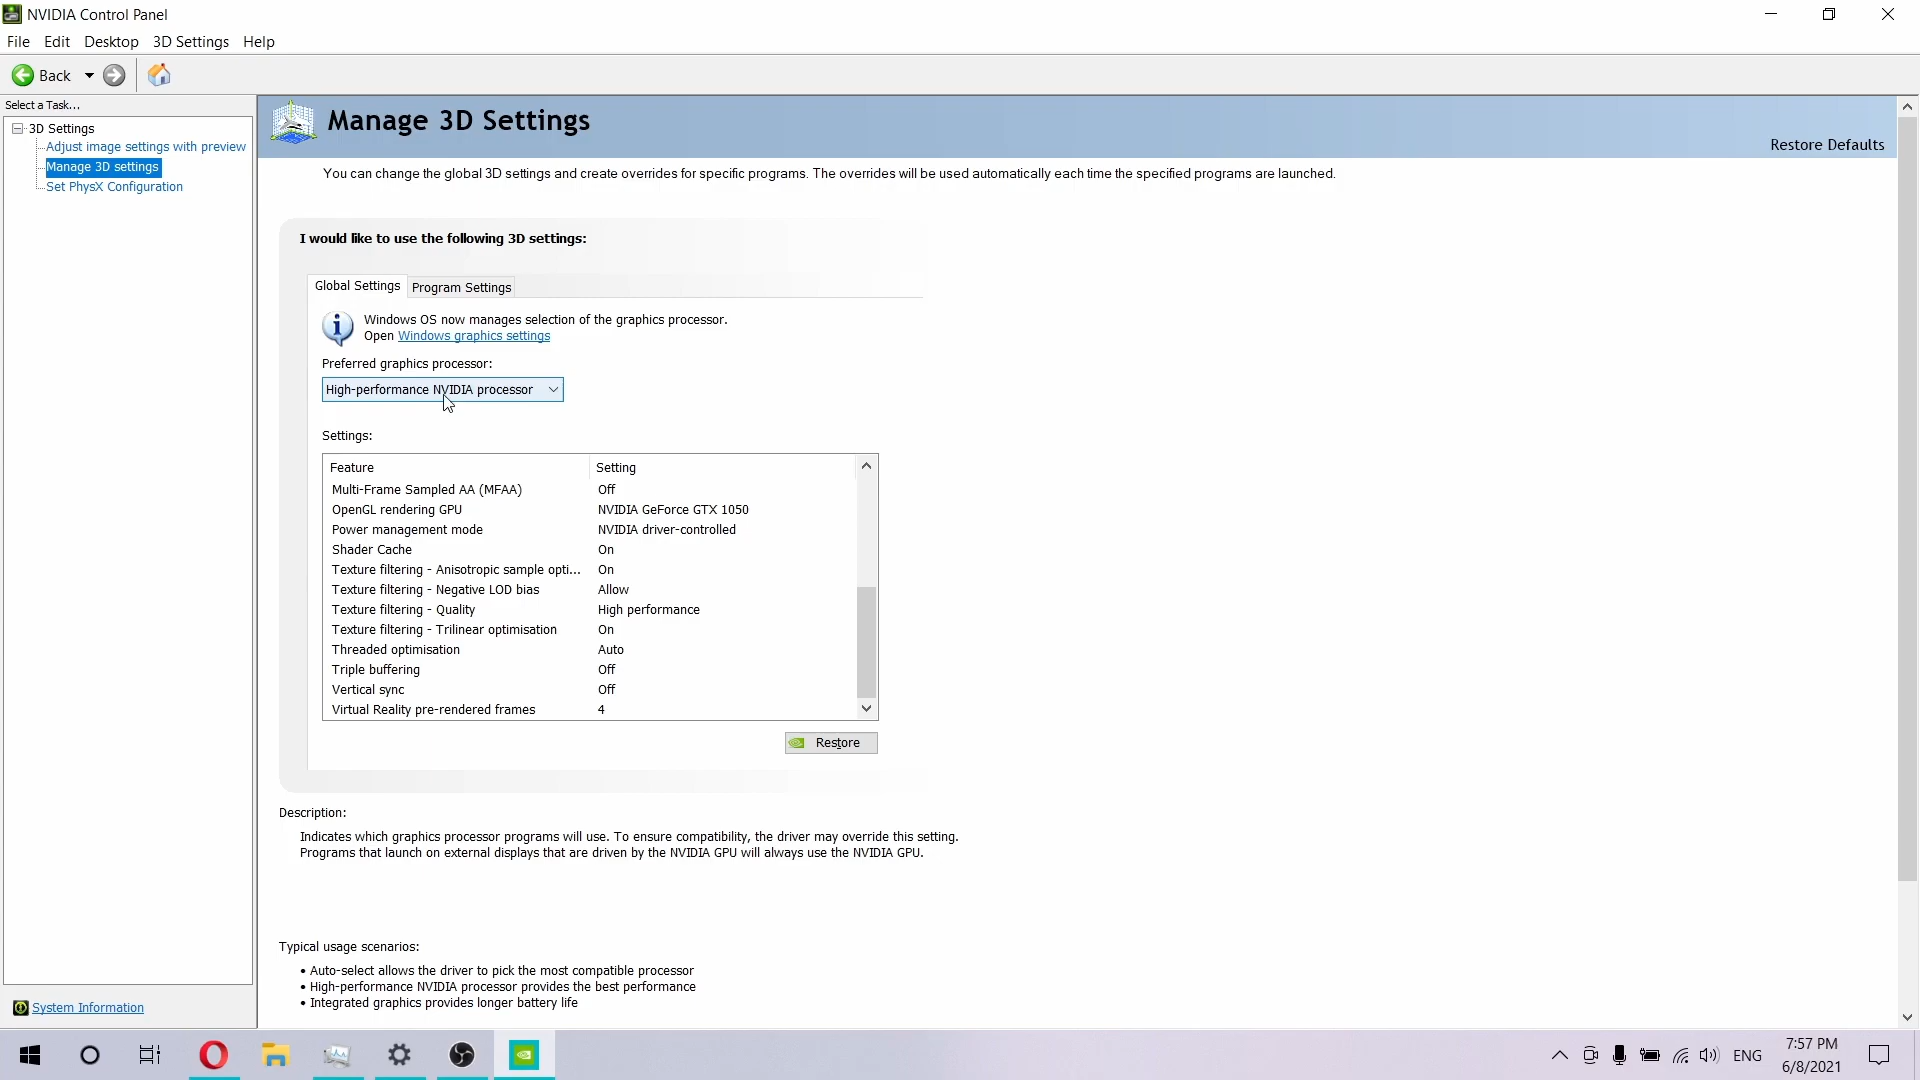 NVIDIA Control Panel
File Edit Desktop 3D Settings Help
Back
Select a Task...
3D Settings
Adjust image settings with preview
Manage 3D settings
Set PhysX Configuration
System Information
Manage 3D Settings
Restore Defaults
You can change the global 3D settings and create overrides for specific programs. The overrides will be used automatically each time the specified programs are launched.
I would like to use the following 3D settings:
Global Settings Program Settings
Windows OS now manages selection of the graphics processor.
Open Windows graphics settings
Preferred graphics processor:
High-performance NVIDIA processor
Settings:
Feature Setting
Multi-Frame Sampled AA (MFAA) Off
OpenGL rendering GPU NVIDIA GeForce GTX 1050
Power management mode NVIDIA driver-controlled
Shader Cache On
Texture filtering - Anisotropic sample opti... On
Texture filtering - Negative LOD bias Allow
Texture filtering - Quality High performance
Texture filtering - Trilinear optimisation On
Threaded optimisation Auto
Triple buffering Off
Vertical sync Off
Virtual Reality pre-rendered frames 4
Restore
Description:
Indicates which graphics processor programs will use. To ensure compatibility, the driver may override this setting.
Programs that launch on external displays that are driven by the NVIDIA GPU will always use the NVIDIA GPU.
Typical usage scenarios:
• Auto-select allows the driver to pick the most compatible processor
• High-performance NVIDIA processor provides the best performance
• Integrated graphics provides longer battery life
ENG
7:57 PM
6/8/2021